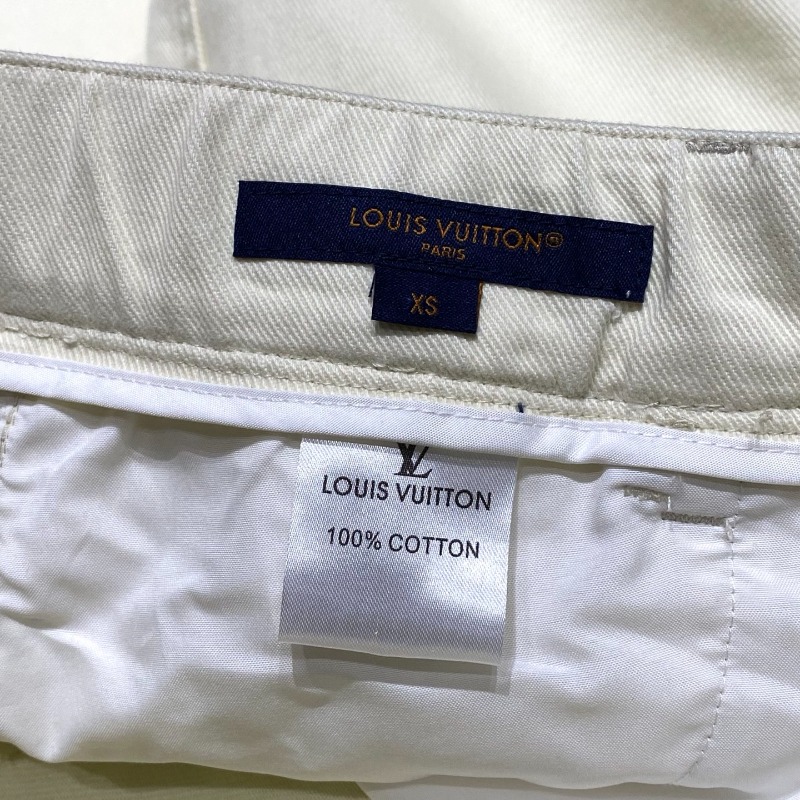 LOUIS VUITTON®
PARIS
XS
LV
LOUIS VUITTON
100% COTTON